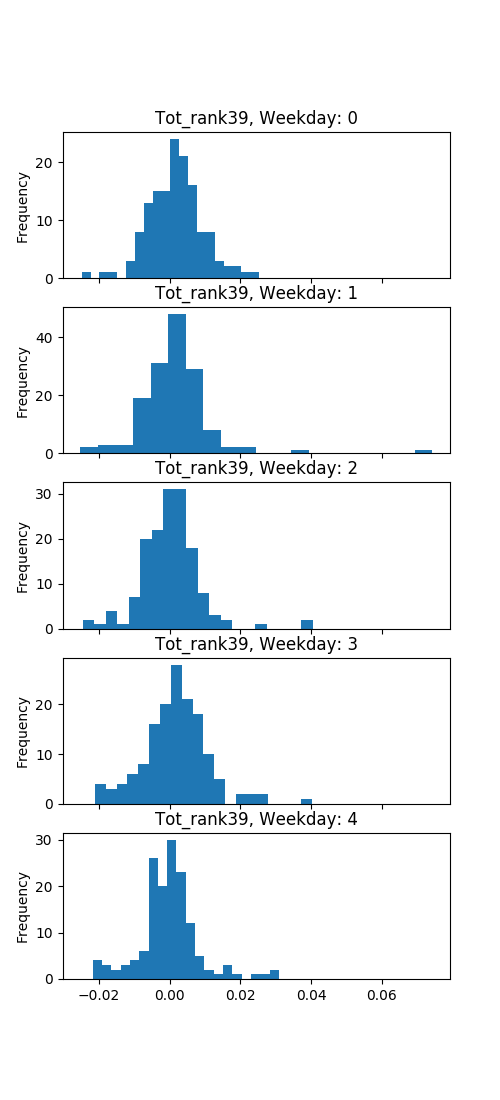 Tot_rank39, Weekday: 0
Frequency
20
10
0
Tot_rank39, Weekday: 1
Frequency
40
20
0
Tot_rank39, Weekday: 2
Frequency
30
20
10
0
Tot_rank39, Weekday: 3
Frequency
20
10
0
Tot_rank39, Weekday: 4
Frequency
30
20
10
0
−0.02 0.00 0.02 0.04 0.06